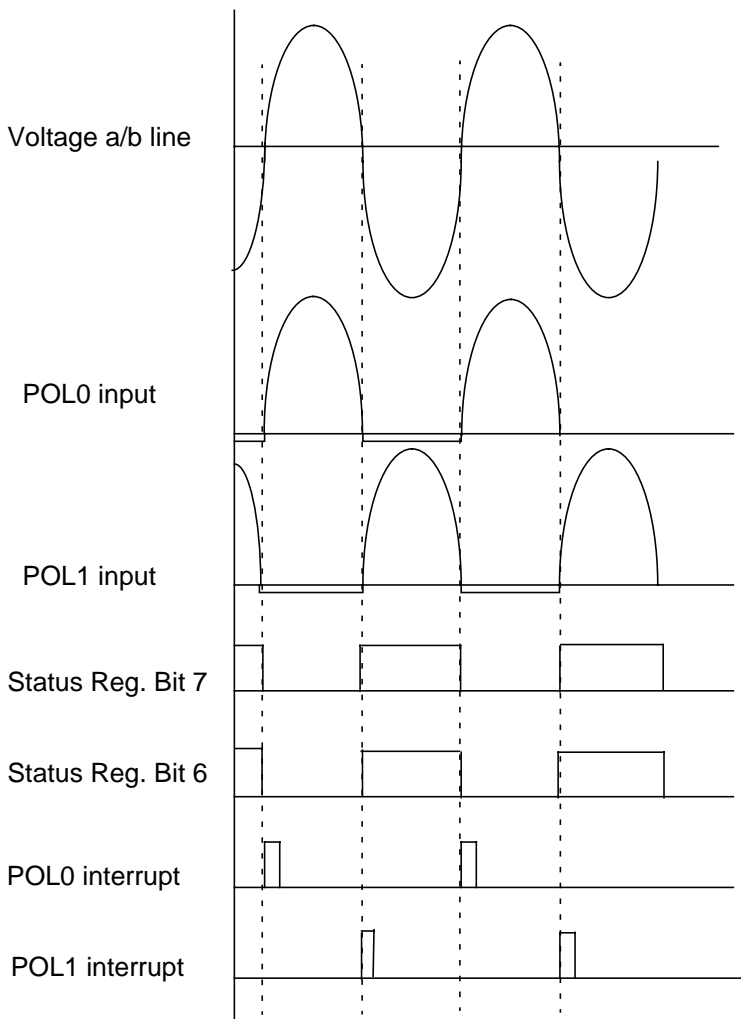 Voltage a/b line
POL0 input
POL1 input
Status Reg. Bit 7
Status Reg. Bit 6
POL0 interrupt
POL1 interrupt